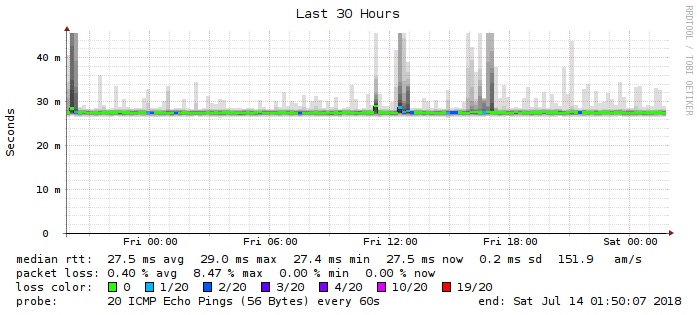 Last 30 Hours
RRDTOOL / TOBI OETIKER
Seconds
40 m
30 m
20 m
10 m
0
Fri 00:00 Fri 06:00 Fri 12:00 Fri 18:00 Sat 00:00
median rtt: 27.5 ms avg 29.0 ms max 27.4 ms min 27.5 ms now 0.2 ms sd 151.9 am/s
packet loss: 0.40 % avg 8.47 % max 0.00 % min 0.00 % now
loss color: 0 1/20 2/20 3/20 4/20 10/20 19/20
probe: 20 ICMP Echo Pings (56 Bytes) every 60s end: Sat Jul 14 01:50:07 2018